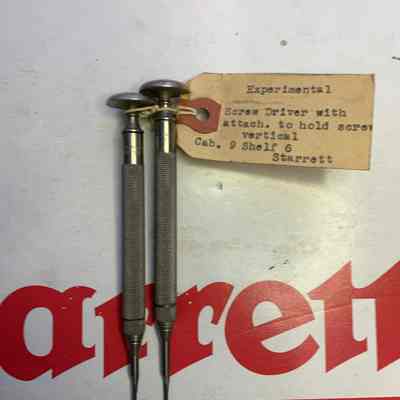 Experimental
Screw Driver with
attach. to hold screw
vertical
Cab. 9 Shelf 6
Starrett
arrett